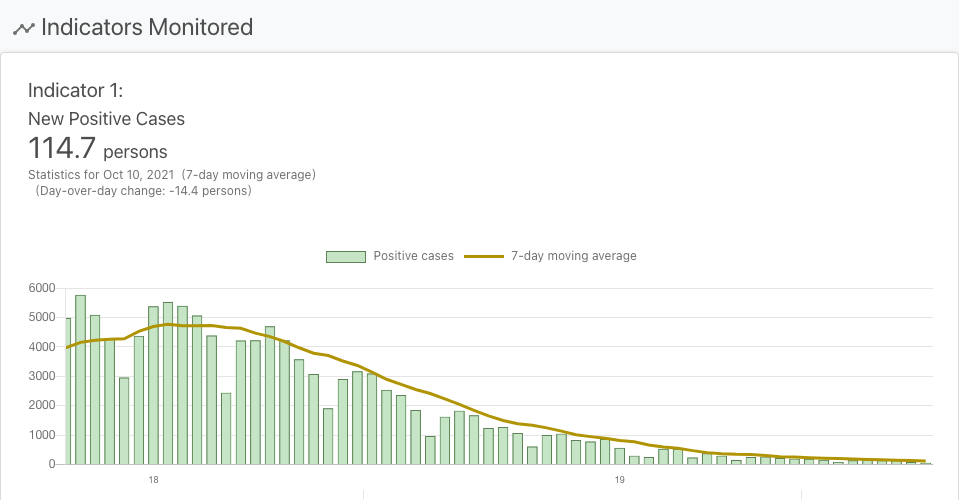 Indicators Monitored
Indicator 1:
New Positive Cases
114.7 persons
Statistics for Oct 10, 2021 (7-day moving average)
(Day-over-day change: -14.4 persons)
Positive cases 7-day moving average
6000
5000
4000
3000
2000
1000
0
18 19